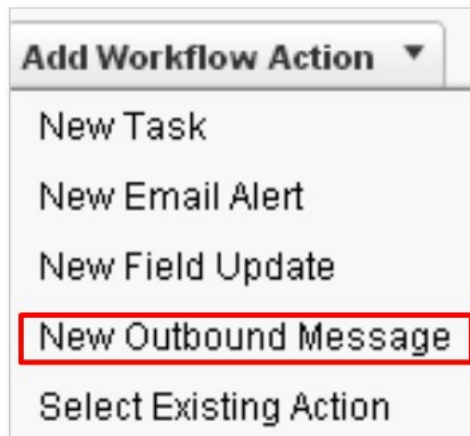 Add Workflow Action
New Task
New Email Alert
New Field Update
New Outbound Message
Select Existing Action